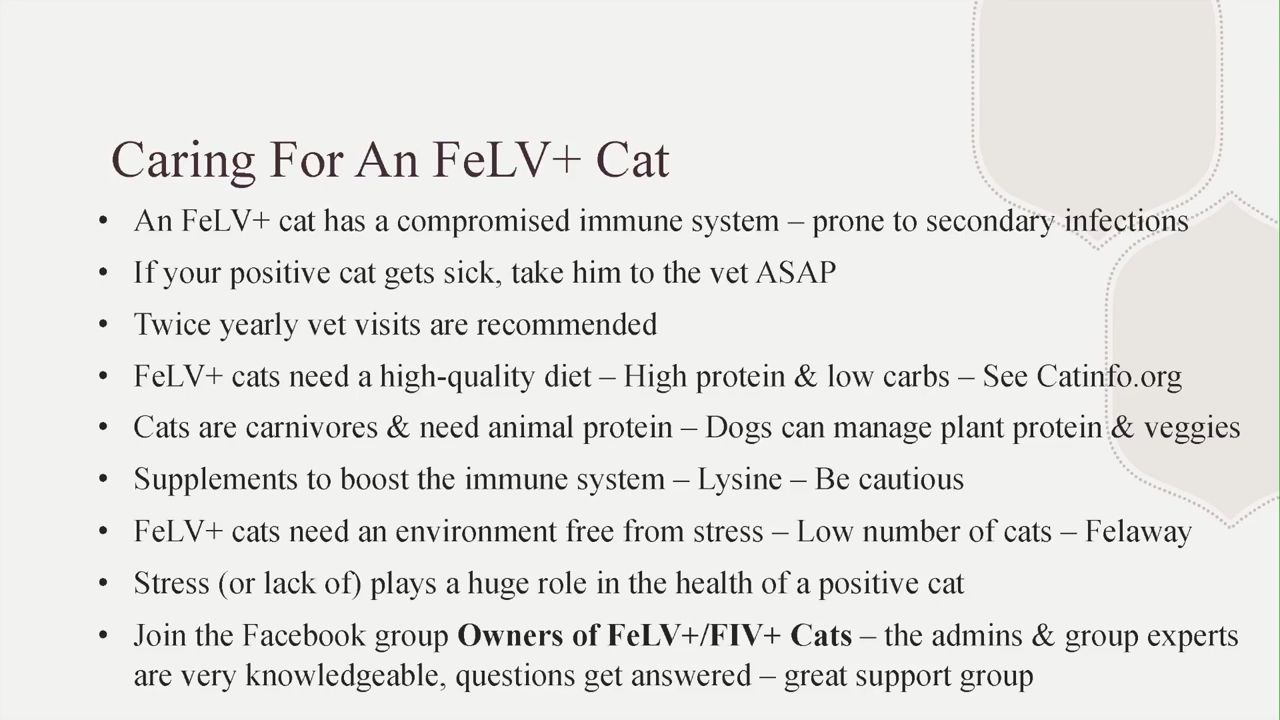 Caring For An FeLV+ Cat
• An FeLV+ cat has a compromised immune system – prone to secondary infections
• If your positive cat gets sick, take him to the vet ASAP
• Twice yearly vet visits are recommended
• FeLV+ cats need a high-quality diet – High protein & low carbs – See Catinfo.org
• Cats are carnivores & need animal protein – Dogs can manage plant protein & veggies
• Supplements to boost the immune system – Lysine – Be cautious
• FeLV+ cats need an environment free from stress – Low number of cats – Felaway
• Stress (or lack of) plays a huge role in the health of a positive cat
• Join the Facebook group Owners of FeLV+/FIV+ Cats – the admins & group experts
are very knowledgeable, questions get answered – great support group